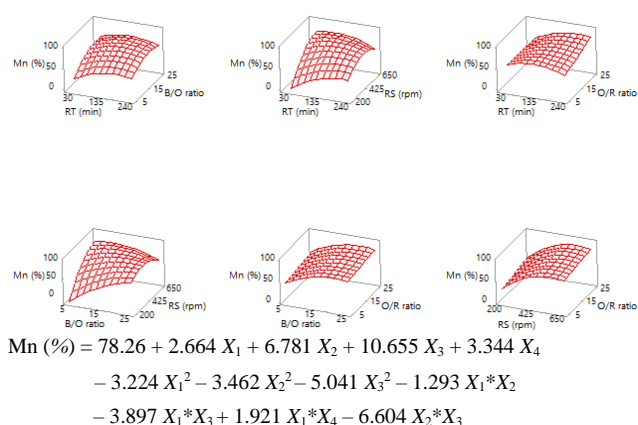 100
Mn (%) 50
0
30
135
240
RT (min)
5
15
25
B/O ratio
100
Mn (%) 50
0
30
135
240
RT (min)
200
425
650
RS (rpm)
100
Mn (%) 50
0
30
135
240
RT (min)
5
15
25
O/R ratio
100
Mn (%) 50
0
5
15
25
B/O ratio
200
425
650
RS (rpm)
100
Mn (%) 50
0
5
15
25
B/O ratio
5
15
25
O/R ratio
100
Mn (%) 50
0
200
425
650
RS (rpm)
5
15
25
O/R ratio
Mn (%) = 78.26 + 2.664 X₁ + 6.781 X₂ + 10.655 X₃ + 3.344 X₄
– 3.224 X₁² – 3.462 X₂² – 5.041 X₃² – 1.293 X₁*X₂
– 3.897 X₁*X₃ + 1.921 X₁*X₄ – 6.604 X₂*X₃